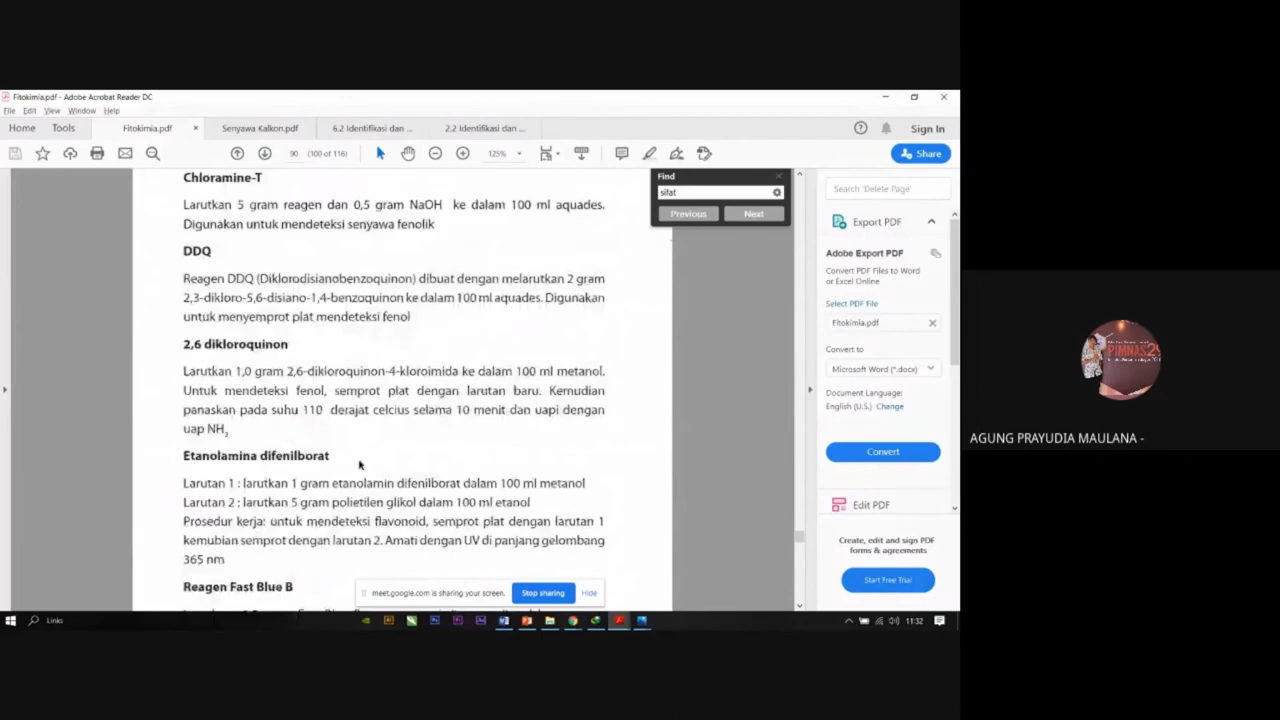 Fitokimia.pdf - Adobe Acrobat Reader DC
File Edit View Window Help
Home Tools Fitokimia.pdf × Senyawa Kalkon.pdf 6.2 Identifikasi dan ... 2.2 Identifikasi dan ... Sign In
90 (100 of 116) 125% Share
Chloramine-T
Larutkan 5 gram reagen dan 0,5 gram NaOH ke dalam 100 ml aquades.
Digunakan untuk mendeteksi senyawa fenolik
DDQ
Reagen DDQ (Diklorodisianobenzoquinon) dibuat dengan melarutkan 2 gram
2,3-dikloro-5,6-disiano-1,4-benzoquinon ke dalam 100 ml aquades. Digunakan
untuk menyemprot plat mendeteksi fenol
2,6 dikloroquinon
Larutkan 1,0 gram 2,6-dikloroquinon-4-kloroimida ke dalam 100 ml metanol.
Untuk mendeteksi fenol, semprot plat dengan larutan baru. Kemudian
panaskan pada suhu 110 derajat celcius selama 10 menit dan uapi dengan
uap NH3
Etanolamina difenilborat
Larutan 1 : larutkan 1 gram etanolamin difenilborat dalam 100 ml metanol
Larutan 2 : larutkan 5 gram polietilen glikol dalam 100 ml etanol
Prosedur kerja: untuk mendeteksi flavonoid, semprot plat dengan larutan 1
kemubian semprot dengan larutan 2. Amati dengan UV di panjang gelombang
365 nm
Reagen Fast Blue B
Find
sifat
Previous Next
Search 'Delete Page'
Export PDF
Adobe Export PDF
Convert PDF Files to Word
or Excel Online
Select PDF File
Fitokimia.pdf
Convert to
Microsoft Word (*.docx)
Document Language:
English (U.S.) Change
Convert
Edit PDF
Create, edit and sign PDF
forms & agreements
Start Free Trial
meet.google.com is sharing your screen. Stop sharing Hide
Links 11:32
AGUNG PRAYUDIA MAULANA -
PIMNAS